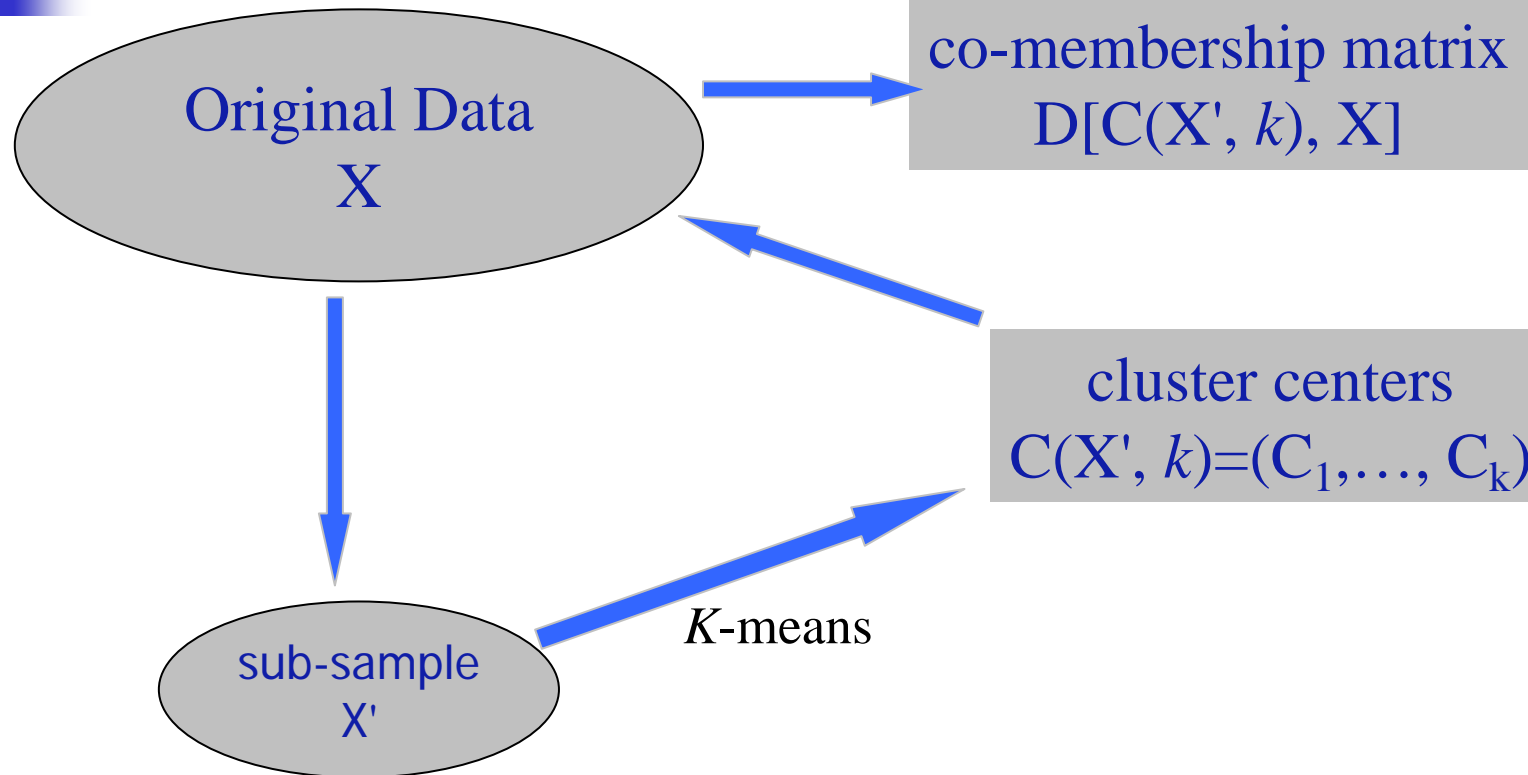 Original Data
X
co-membership matrix
D[C(X', k), X]
cluster centers
C(X', k)=(C₁,…, Cₖ)
K-means
sub-sample
X'